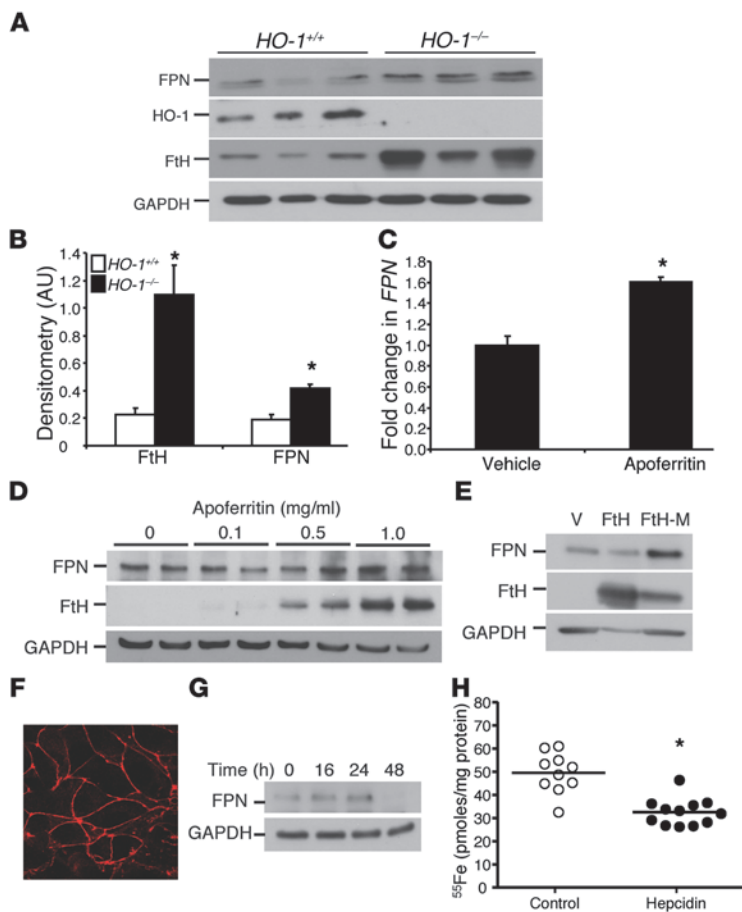 A
HO-1+/+ HO-1–/–
FPN
HO-1
FtH
GAPDH
B
Densitometry (AU)
1.4
1.2
1.0
0.8
0.6
0.4
0.2
0
HO-1+/+
HO-1–/–
*
*
FtH FPN
C
Fold change in FPN
1.8
1.6
1.4
1.2
1.0
0.8
0.6
0.4
0.2
0.0
*
Vehicle Apoferritin
D
Apoferritin (mg/ml)
0 0.1 0.5 1.0
FPN
FtH
GAPDH
E
V FtH FtH-M
FPN
FtH
GAPDH
F
G
Time (h) 0 16 24 48
FPN
GAPDH
H
55Fe (pmoles/mg protein)
80
70
60
50
40
30
20
10
0
*
Control Hepcidin